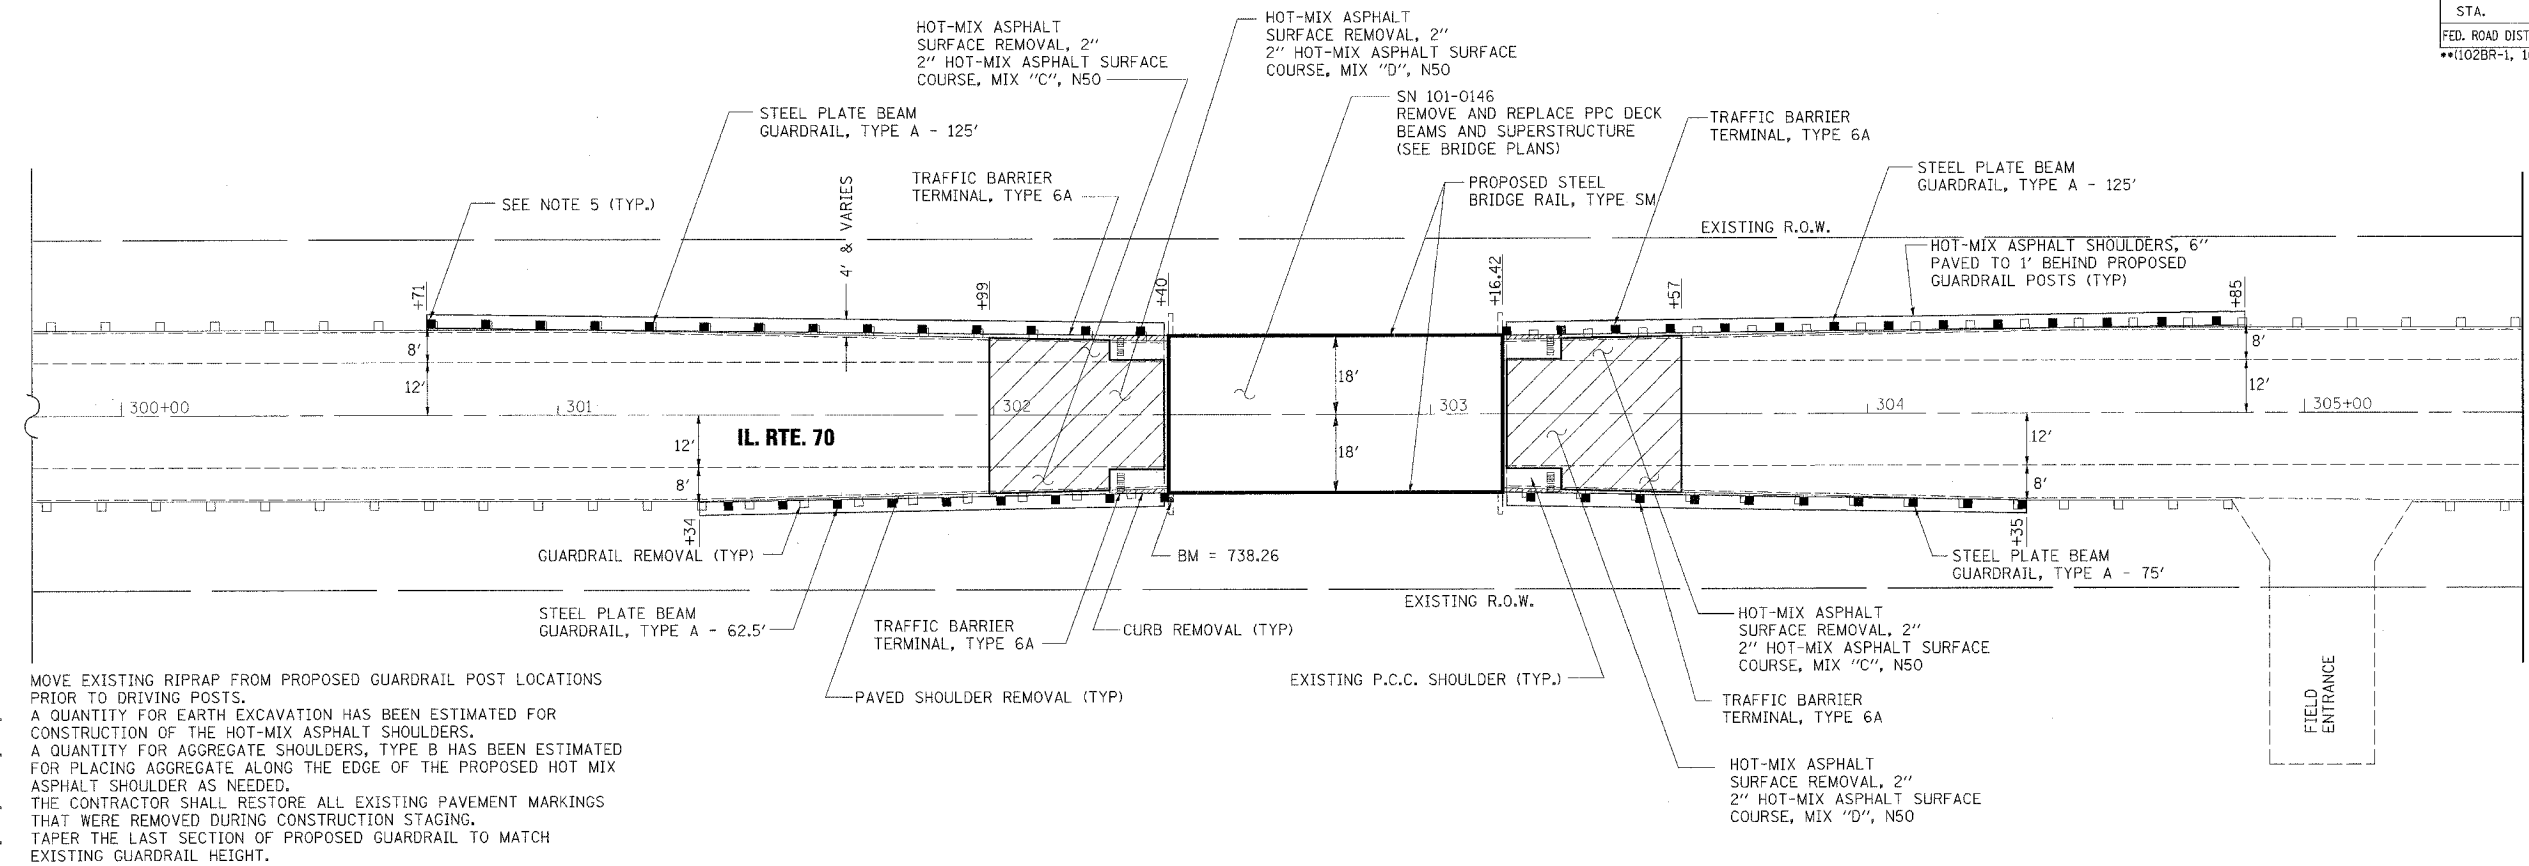 STA.
FED. ROAD DIST
**(102BR-1,
HOT-MIX ASPHALT
SURFACE REMOVAL, 2"
2" HOT-MIX ASPHALT SURFACE
COURSE, MIX "C", N50
HOT-MIX ASPHALT
SURFACE REMOVAL, 2"
2" HOT-MIX ASPHALT SURFACE
COURSE, MIX "D", N50
STEEL PLATE BEAM
GUARDRAIL, TYPE A - 125'
SN 101-0146
REMOVE AND REPLACE PPC DECK
BEAMS AND SUPERSTRUCTURE
(SEE BRIDGE PLANS)
TRAFFIC BARRIER
TERMINAL, TYPE 6A
STEEL PLATE BEAM
GUARDRAIL, TYPE A - 125'
SEE NOTE 5 (TYP.)
4' & VARIES
TRAFFIC BARRIER
TERMINAL, TYPE 6A
PROPOSED STEEL
BRIDGE RAIL, TYPE SM
EXISTING R.O.W.
HOT-MIX ASPHALT SHOULDERS, 6"
PAVED TO 1' BEHIND PROPOSED
GUARDRAIL POSTS (TYP)
+71
+99
+40
+16.42
+57
+85
8'
12'
18'
8'
12'
300+00
301
302
303
304
305+00
IL. RTE. 70
12'
8'
18'
12'
8'
+34
+35
GUARDRAIL REMOVAL (TYP)
BM = 738.26
STEEL PLATE BEAM
GUARDRAIL, TYPE A - 75'
EXISTING R.O.W.
STEEL PLATE BEAM
GUARDRAIL, TYPE A - 62.5'
TRAFFIC BARRIER
TERMINAL, TYPE 6A
CURB REMOVAL (TYP)
HOT-MIX ASPHALT
SURFACE REMOVAL, 2"
2" HOT-MIX ASPHALT SURFACE
COURSE, MIX "C", N50
EXISTING P.C.C. SHOULDER (TYP.)
PAVED SHOULDER REMOVAL (TYP)
TRAFFIC BARRIER
TERMINAL, TYPE 6A
FIELD
ENTRANCE
HOT-MIX ASPHALT
SURFACE REMOVAL, 2"
2" HOT-MIX ASPHALT SURFACE
COURSE, MIX "D", N50
MOVE EXISTING RIPRAP FROM PROPOSED GUARDRAIL POST LOCATIONS
PRIOR TO DRIVING POSTS.
A QUANTITY FOR EARTH EXCAVATION HAS BEEN ESTIMATED FOR
CONSTRUCTION OF THE HOT-MIX ASPHALT SHOULDERS.
A QUANTITY FOR AGGREGATE SHOULDERS, TYPE B HAS BEEN ESTIMATED
FOR PLACING AGGREGATE ALONG THE EDGE OF THE PROPOSED HOT MIX
ASPHALT SHOULDER AS NEEDED.
THE CONTRACTOR SHALL RESTORE ALL EXISTING PAVEMENT MARKINGS
THAT WERE REMOVED DURING CONSTRUCTION STAGING.
TAPER THE LAST SECTION OF PROPOSED GUARDRAIL TO MATCH
EXISTING GUARDRAIL HEIGHT.